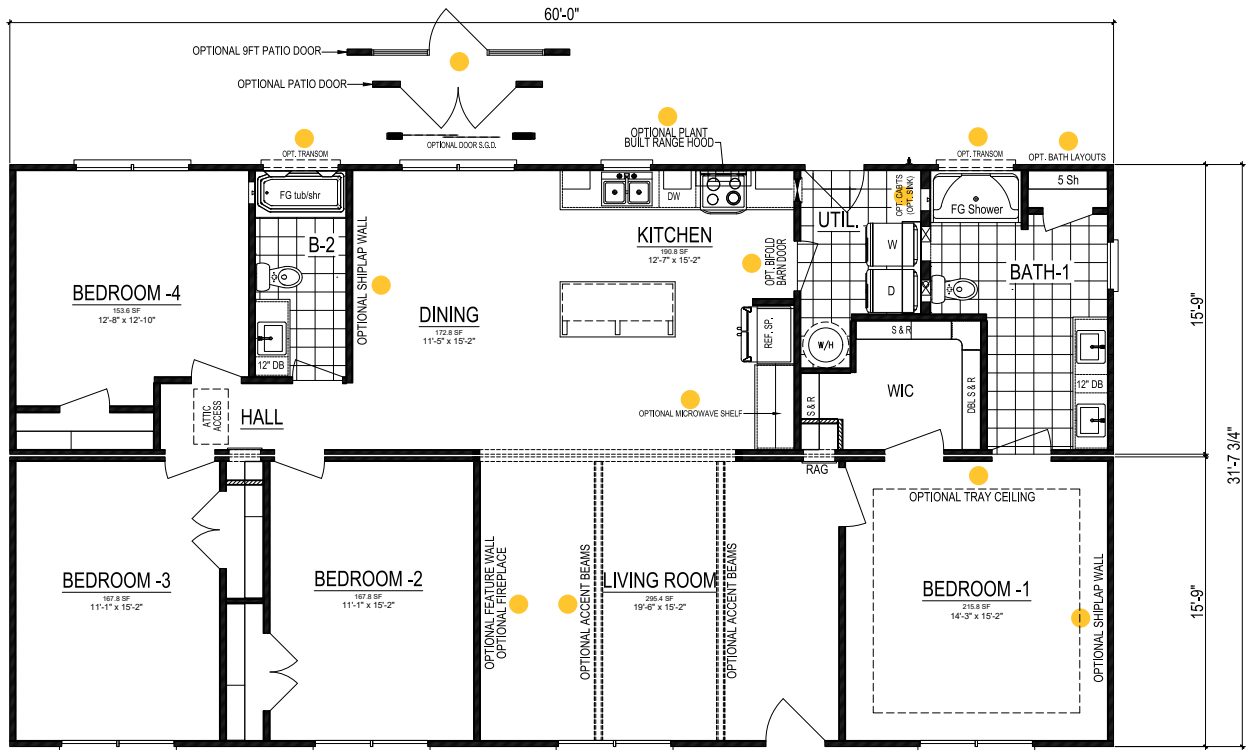 60'-0"
OPTIONAL 9FT PATIO DOOR
OPTIONAL PATIO DOOR
OPTIONAL DOOR S.G.D.
OPT. TRANSOM
OPTIONAL PLANT
BUILT RANGE HOOD
OPT. TRANSOM
OPT. BATH LAYOUTS
FG tub/shr
B-2
12" DB
OPTIONAL SHIPLAP WALL
BEDROOM -4
153.6 SF
12'-8" x 12'-10"
DINING
172.8 SF
11'-5" x 15'-2"
DW
KITCHEN
190.8 SF
12'-7" x 15'-2"
OPT. BIFOLD
BARN DOOR
REF. SP.
OPTIONAL MICROWAVE SHELF
UTIL.
OPT. CAB'TS
(OPT. SINK)
W
D
W/H
FG Shower
5 Sh
BATH-1
12" DB
S & R
S & R
DBL S & R
WIC
RAG
HALL
ATTIC
ACCESS
15'-9"
31'-7 3/4"
15'-9"
BEDROOM -3
167.8 SF
11'-1" x 15'-2"
BEDROOM -2
167.8 SF
11'-1" x 15'-2"
OPTIONAL FEATURE WALL
OPTIONAL FIREPLACE
OPTIONAL ACCENT BEAMS
LIVING ROOM
295.4 SF
19'-6" x 15'-2"
OPTIONAL ACCENT BEAMS
OPTIONAL TRAY CEILING
BEDROOM -1
215.8 SF
14'-3" x 15'-2"
OPTIONAL SHIPLAP WALL